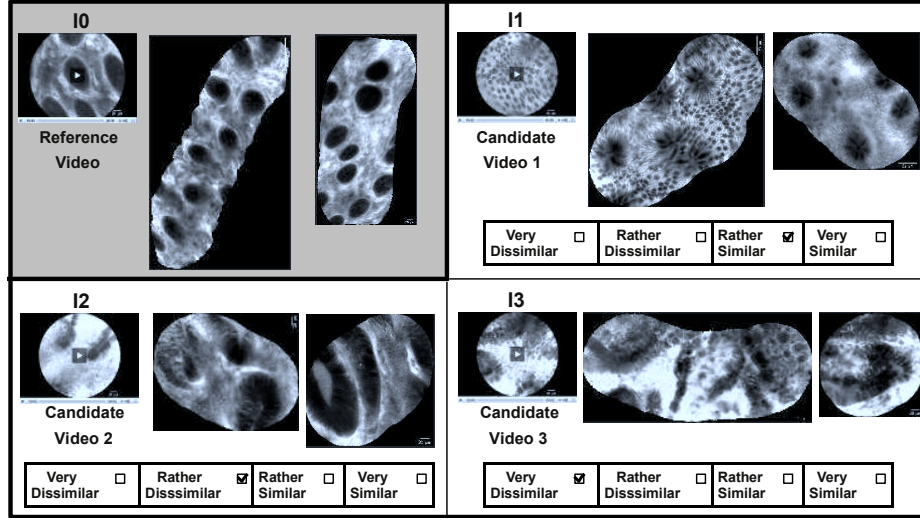 I0
Reference
Video
I1
Candidate
Video 1
Very
Dissimilar
Rather
Disssimilar
Rather
Similar
Very
Similar
I2
Candidate
Video 2
Very
Dissimilar
Rather
Disssimilar
Rather
Similar
Very
Similar
I3
Candidate
Video 3
Very
Dissimilar
Rather
Disssimilar
Rather
Similar
Very
Similar